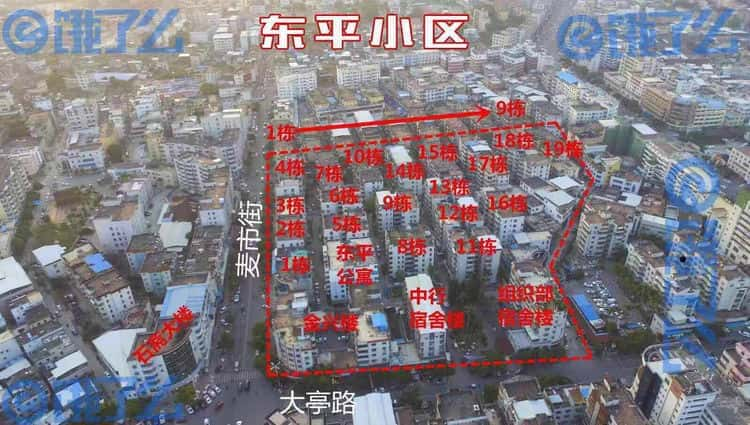 饿了么
东平小区
饿了么
1栋
9栋
4栋
7栋
10栋
14栋
15栋
17栋
18栋
19栋
3栋
6栋
9栋
13栋
16栋
2栋
5栋
12栋
麦市街
1栋
东平
公寓
8栋
11栋
饿了么
中行
宿舍楼
组织部
宿舍楼
金兴楼
石府大楼
大亭路
饿了么